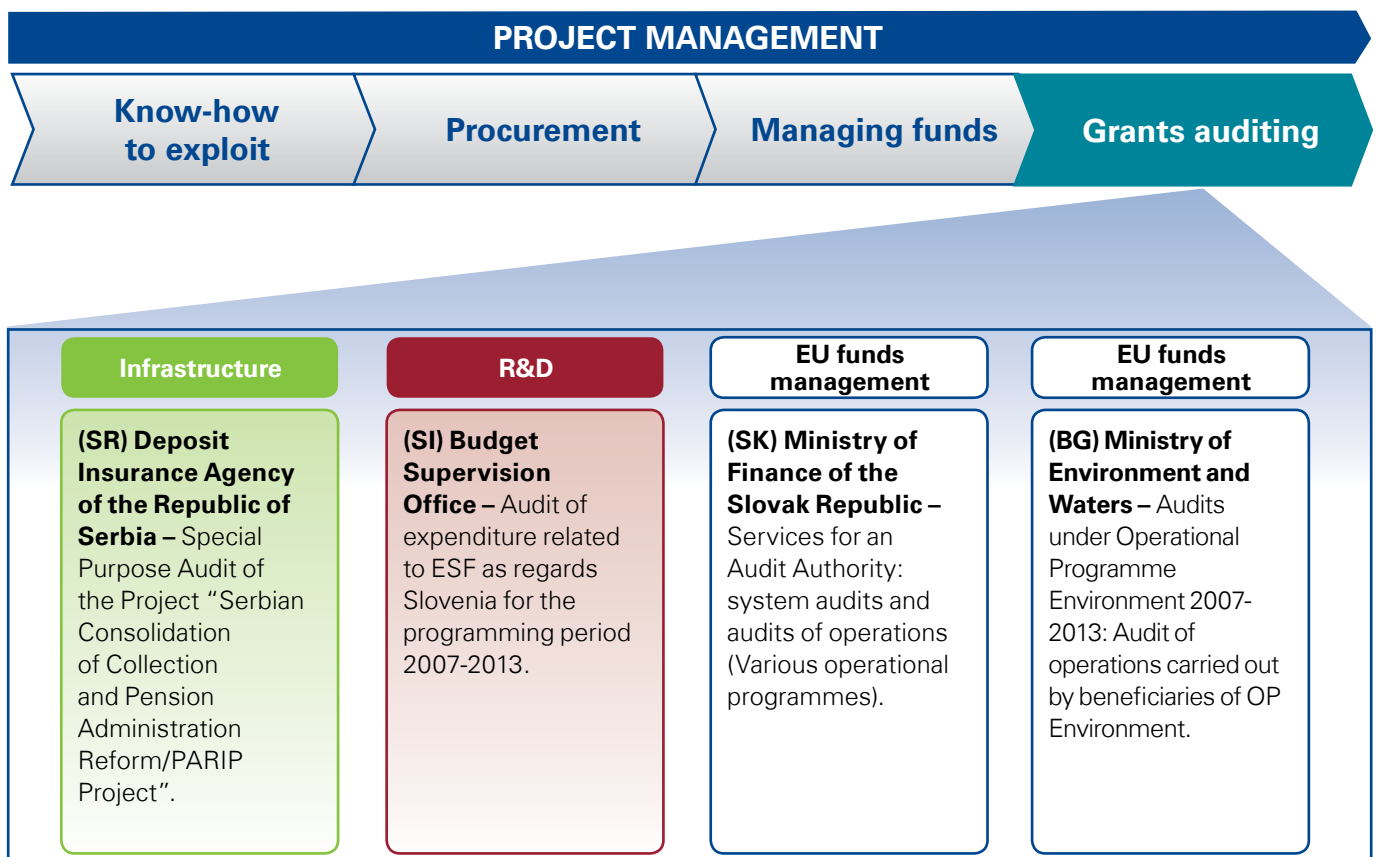 PROJECT MANAGEMENT
Know-how
to exploit
Procurement
Managing funds
Grants auditing
Infrastructure
(SR) Deposit
Insurance Agency
of the Republic of
Serbia – Special
Purpose Audit of
the Project “Serbian
Consolidation
of Collection
and Pension
Administration
Reform/PARIP
Project”.
R&D
(SI) Budget
Supervision
Office – Audit of
expenditure related
to ESF as regards
Slovenia for the
programming period
2007-2013.
EU funds
management
(SK) Ministry of
Finance of the
Slovak Republic –
Services for an
Audit Authority:
system audits and
audits of operations
(Various operational
programmes).
EU funds
management
(BG) Ministry of
Environment and
Waters – Audits
under Operational
Programme
Environment 2007-
2013: Audit of
operations carried out
by beneficiaries of OP
Environment.